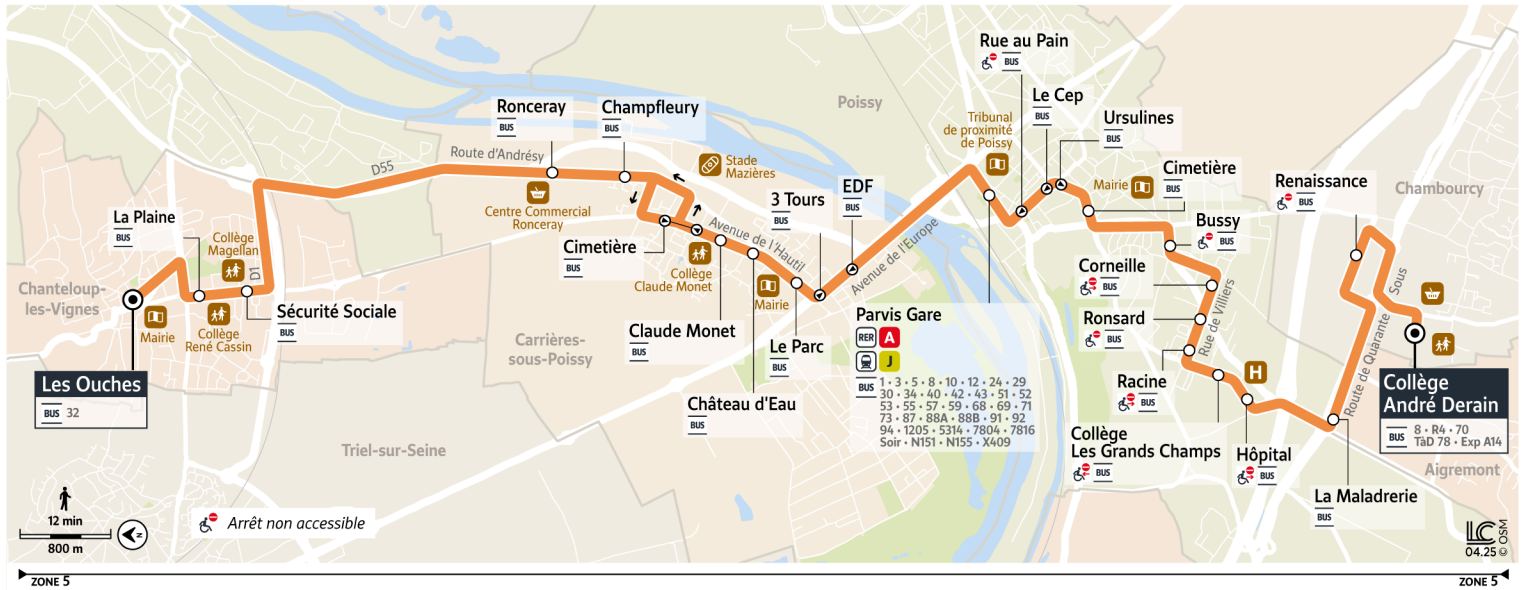 Rue au Pain
BUS
Poissy
Le Cep
BUS
Ronceray
BUS
Champfleury
BUS
Tribunal
de proximité
de Poissy
Ursulines
BUS
D55
Route d'Andrésy
Stade
Mazières
Cimetière
BUS
Mairie
Renaissance
BUS
Chambourcy
EDF
BUS
3 Tours
BUS
Centre Commercial
Ronceray
La Plaine
BUS
Collège
Magellan
D1
Avenue de l'Hautil
Avenue de l'Europe
Bussy
BUS
Cimetière
BUS
Collège
Claude Monet
Mairie
Corneille
BUS
Chanteloup-
les-Vignes
Mairie
Collège
René Cassin
Sécurité Sociale
BUS
Carrières-
sous-Poissy
Claude Monet
BUS
Le Parc
BUS
Parvis Gare
RER A
J
BUS
1 • 3 • 5 • 8 • 10 • 12 • 24 • 29
30 • 34 • 40 • 42 • 43 • 51 • 52
53 • 55 • 57 • 59 • 68 • 69 • 71
73 • 87 • 88A • 88B • 91 • 92
94 • 1205 • 5314 • 7804 • 7816
Soir • N151 • N155 • X409
Ronsard
BUS
Rue de Villiers
Route de Quarante Sous
Racine
BUS
H
Les Ouches
BUS 32
Château d'Eau
BUS
Collège
André Derain
BUS
8 • R4 • 70
TàD 78 • Exp A14
Collège
Les Grands Champs
BUS
Hôpital
BUS
Triel-sur-Seine
Aigremont
La Maladrerie
BUS
12 min
800 m
N
Arrêt non accessible
LC
04.25 © OSM
ZONE 5
ZONE 5